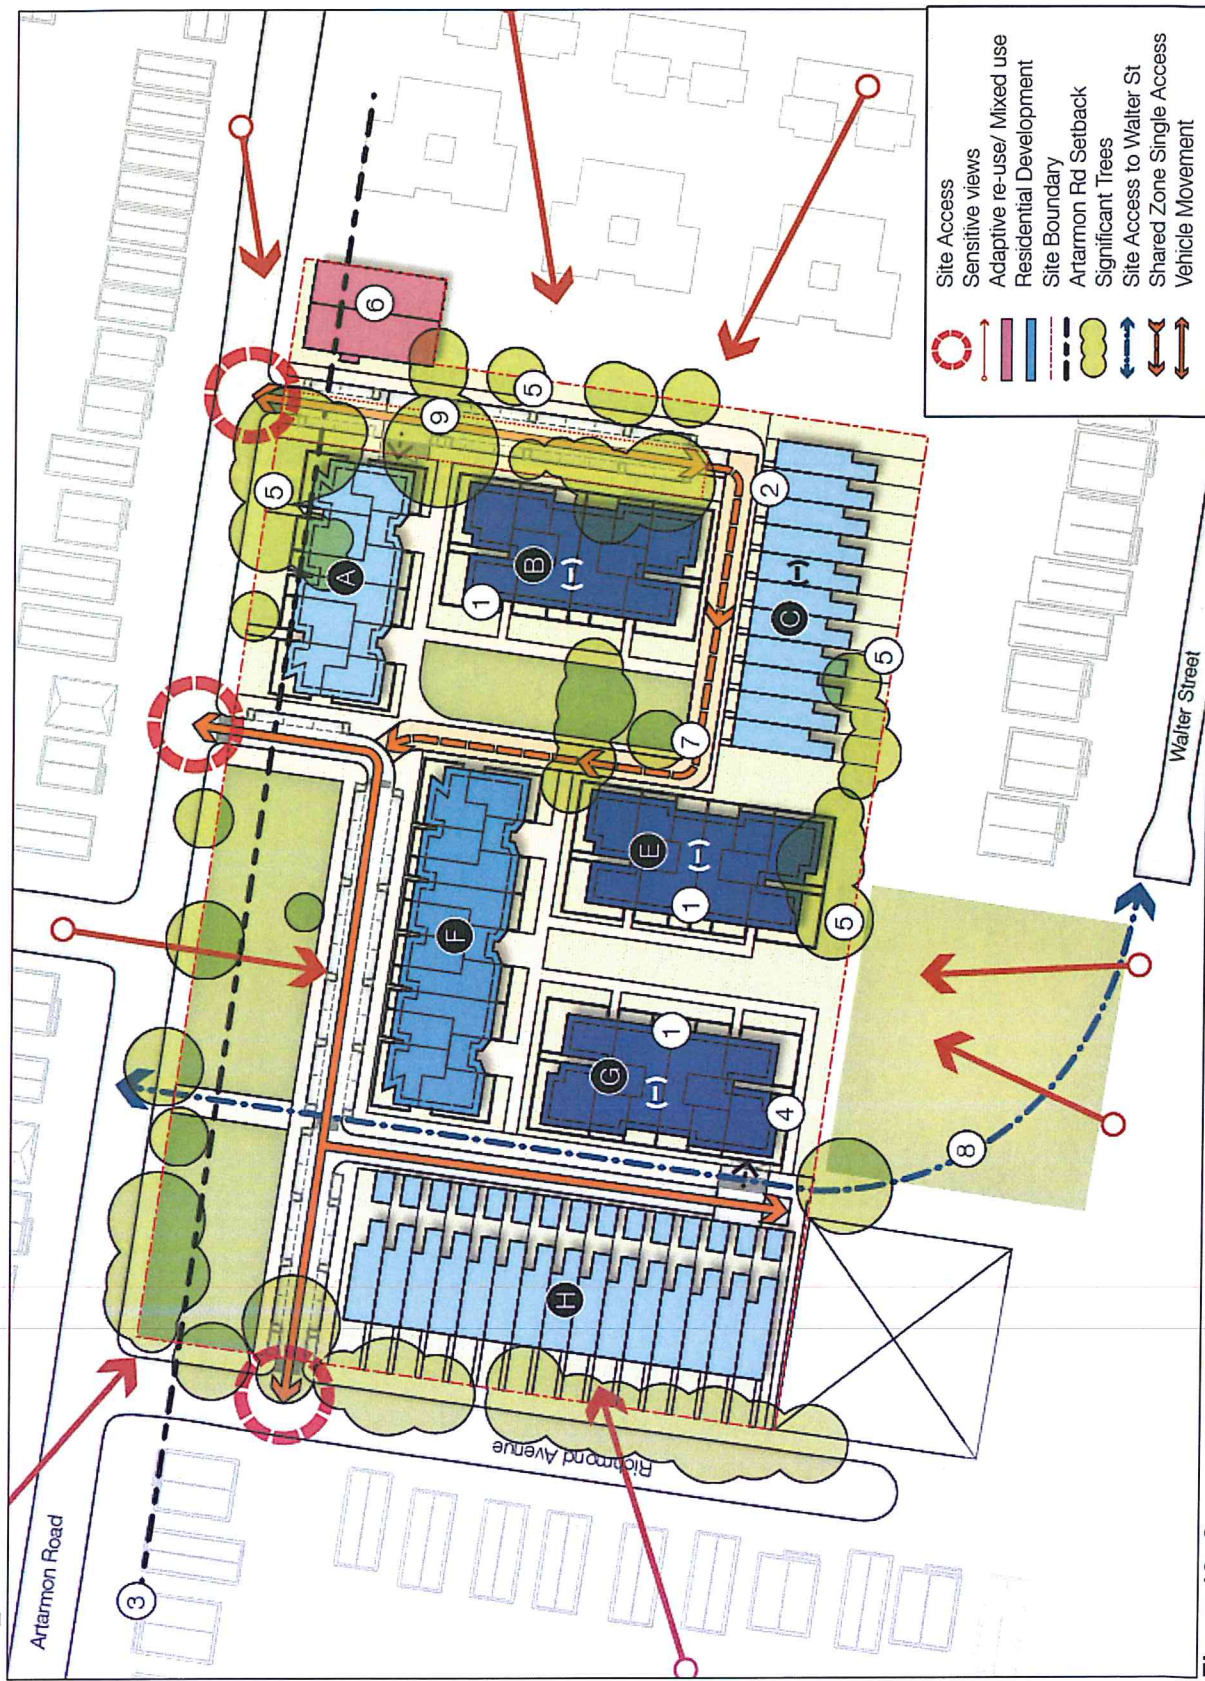 Artarmon Road
Richmond Avenue
Walter Street
3
5
A
9
5
6
1
B
2
C
5
7
F
E
1
5
G
1
4
H
8
Site Access
Sensitive views
Adaptive re-use/ Mixed use
Residential Development
Site Boundary
Artarmon Rd Setback
Significant Trees
Site Access to Walter St
Shared Zone Single Access
Vehicle Movement